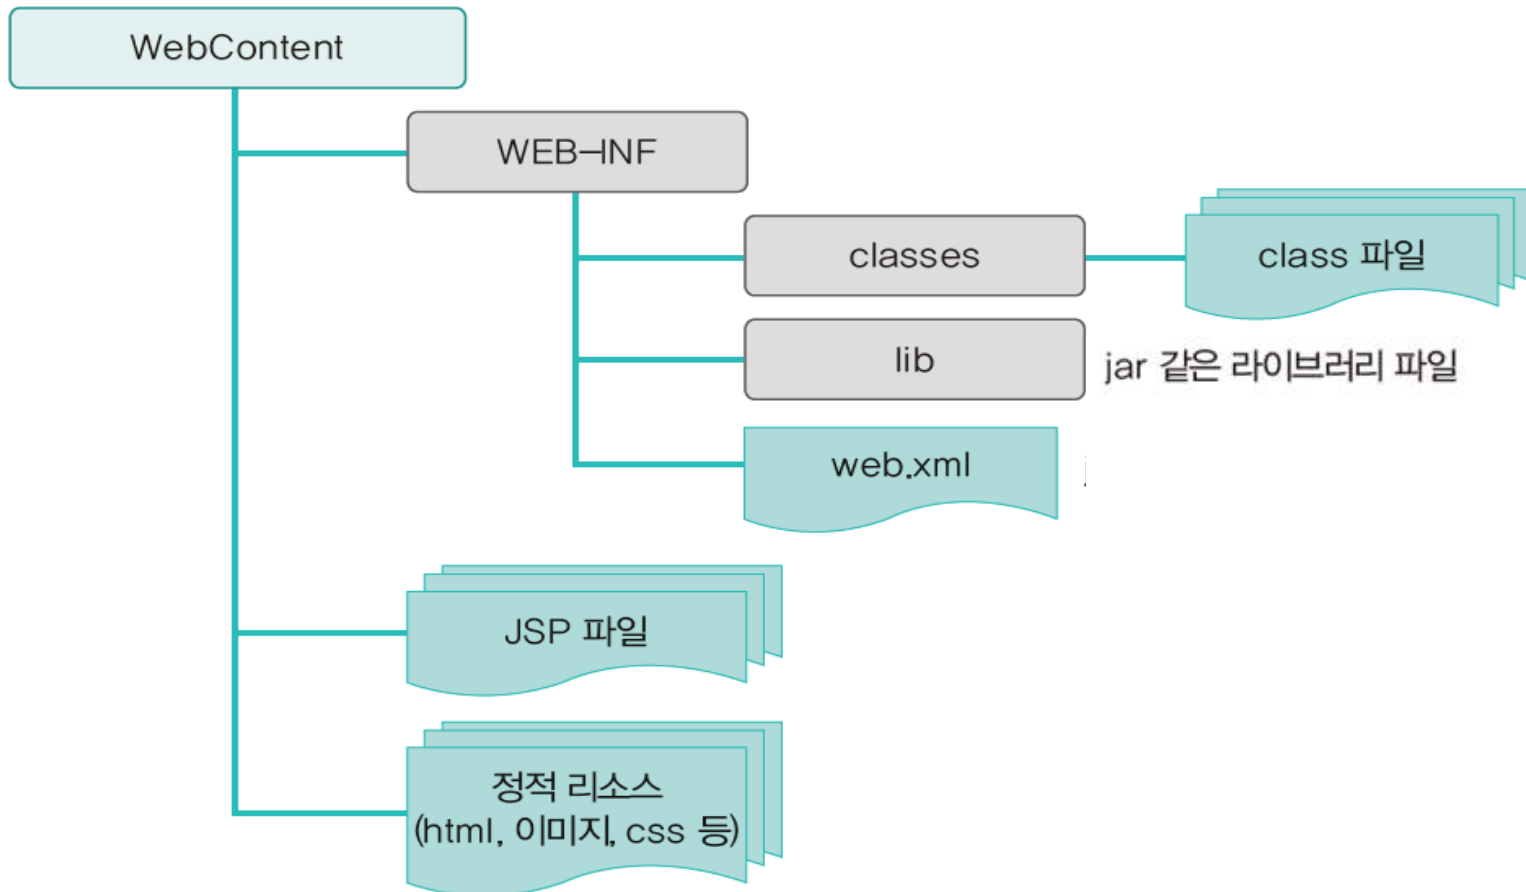 WebContent
WEB-INF
classes
class 파일
lib
jar 같은 라이브러리 파일
web.xml
JSP 파일
정적 리소스
(html, 이미지, css 등)